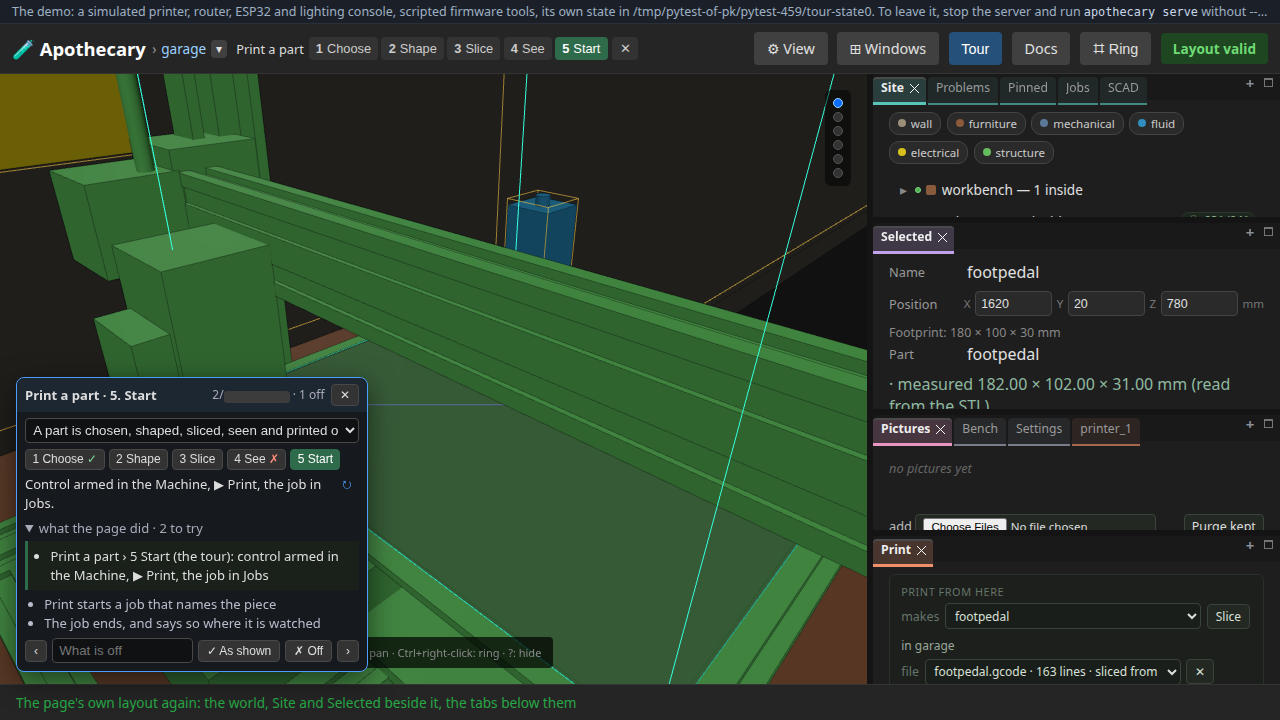 The demo: a simulated printer, router, ESP32 and lighting console, scripted firmware tools, its own state in /tmp/pytest-of-pk/pytest-459/tour-state0. To leave it, stop the server and run apothecary serve without --...
Apothecary › garage ▾ Print a part 1 Choose 2 Shape 3 Slice 4 See 5 Start ✕
⚙ View ⊞ Windows Tour Docs ⌗ Ring Layout valid
Site Problems Pinned Jobs SCAD
wall furniture mechanical fluid
electrical structure
workbench — 1 inside
Selected
Name footpedal
Position X 1620 Y 20 Z 780 mm
Footprint: 180 × 100 × 30 mm
Part footpedal
· measured 182.00 × 102.00 × 31.00 mm (read
from the STL)
Pictures Bench Settings printer_1
no pictures yet
add Choose Files No file chosen Purge kept
Print
PRINT FROM HERE
makes footpedal Slice
in garage
file footpedal.gcode · 163 lines · sliced from ✕
Print a part · 5. Start 2/ · 1 off ✕
A part is chosen, shaped, sliced, seen and printed o
1 Choose ✓ 2 Shape 3 Slice 4 See ✗ 5 Start
Control armed in the Machine, ▶ Print, the job in
Jobs.
▼ what the page did · 2 to try
• Print a part › 5 Start (the tour): control armed in
the Machine, ▶ Print, the job in Jobs
• Print starts a job that names the piece
• The job ends, and says so where it is watched
‹ What is off ✓ As shown ✗ Off ›
pan · Ctrl+right-click: ring · ?: hide
The page's own layout again: the world, Site and Selected beside it, the tabs below them